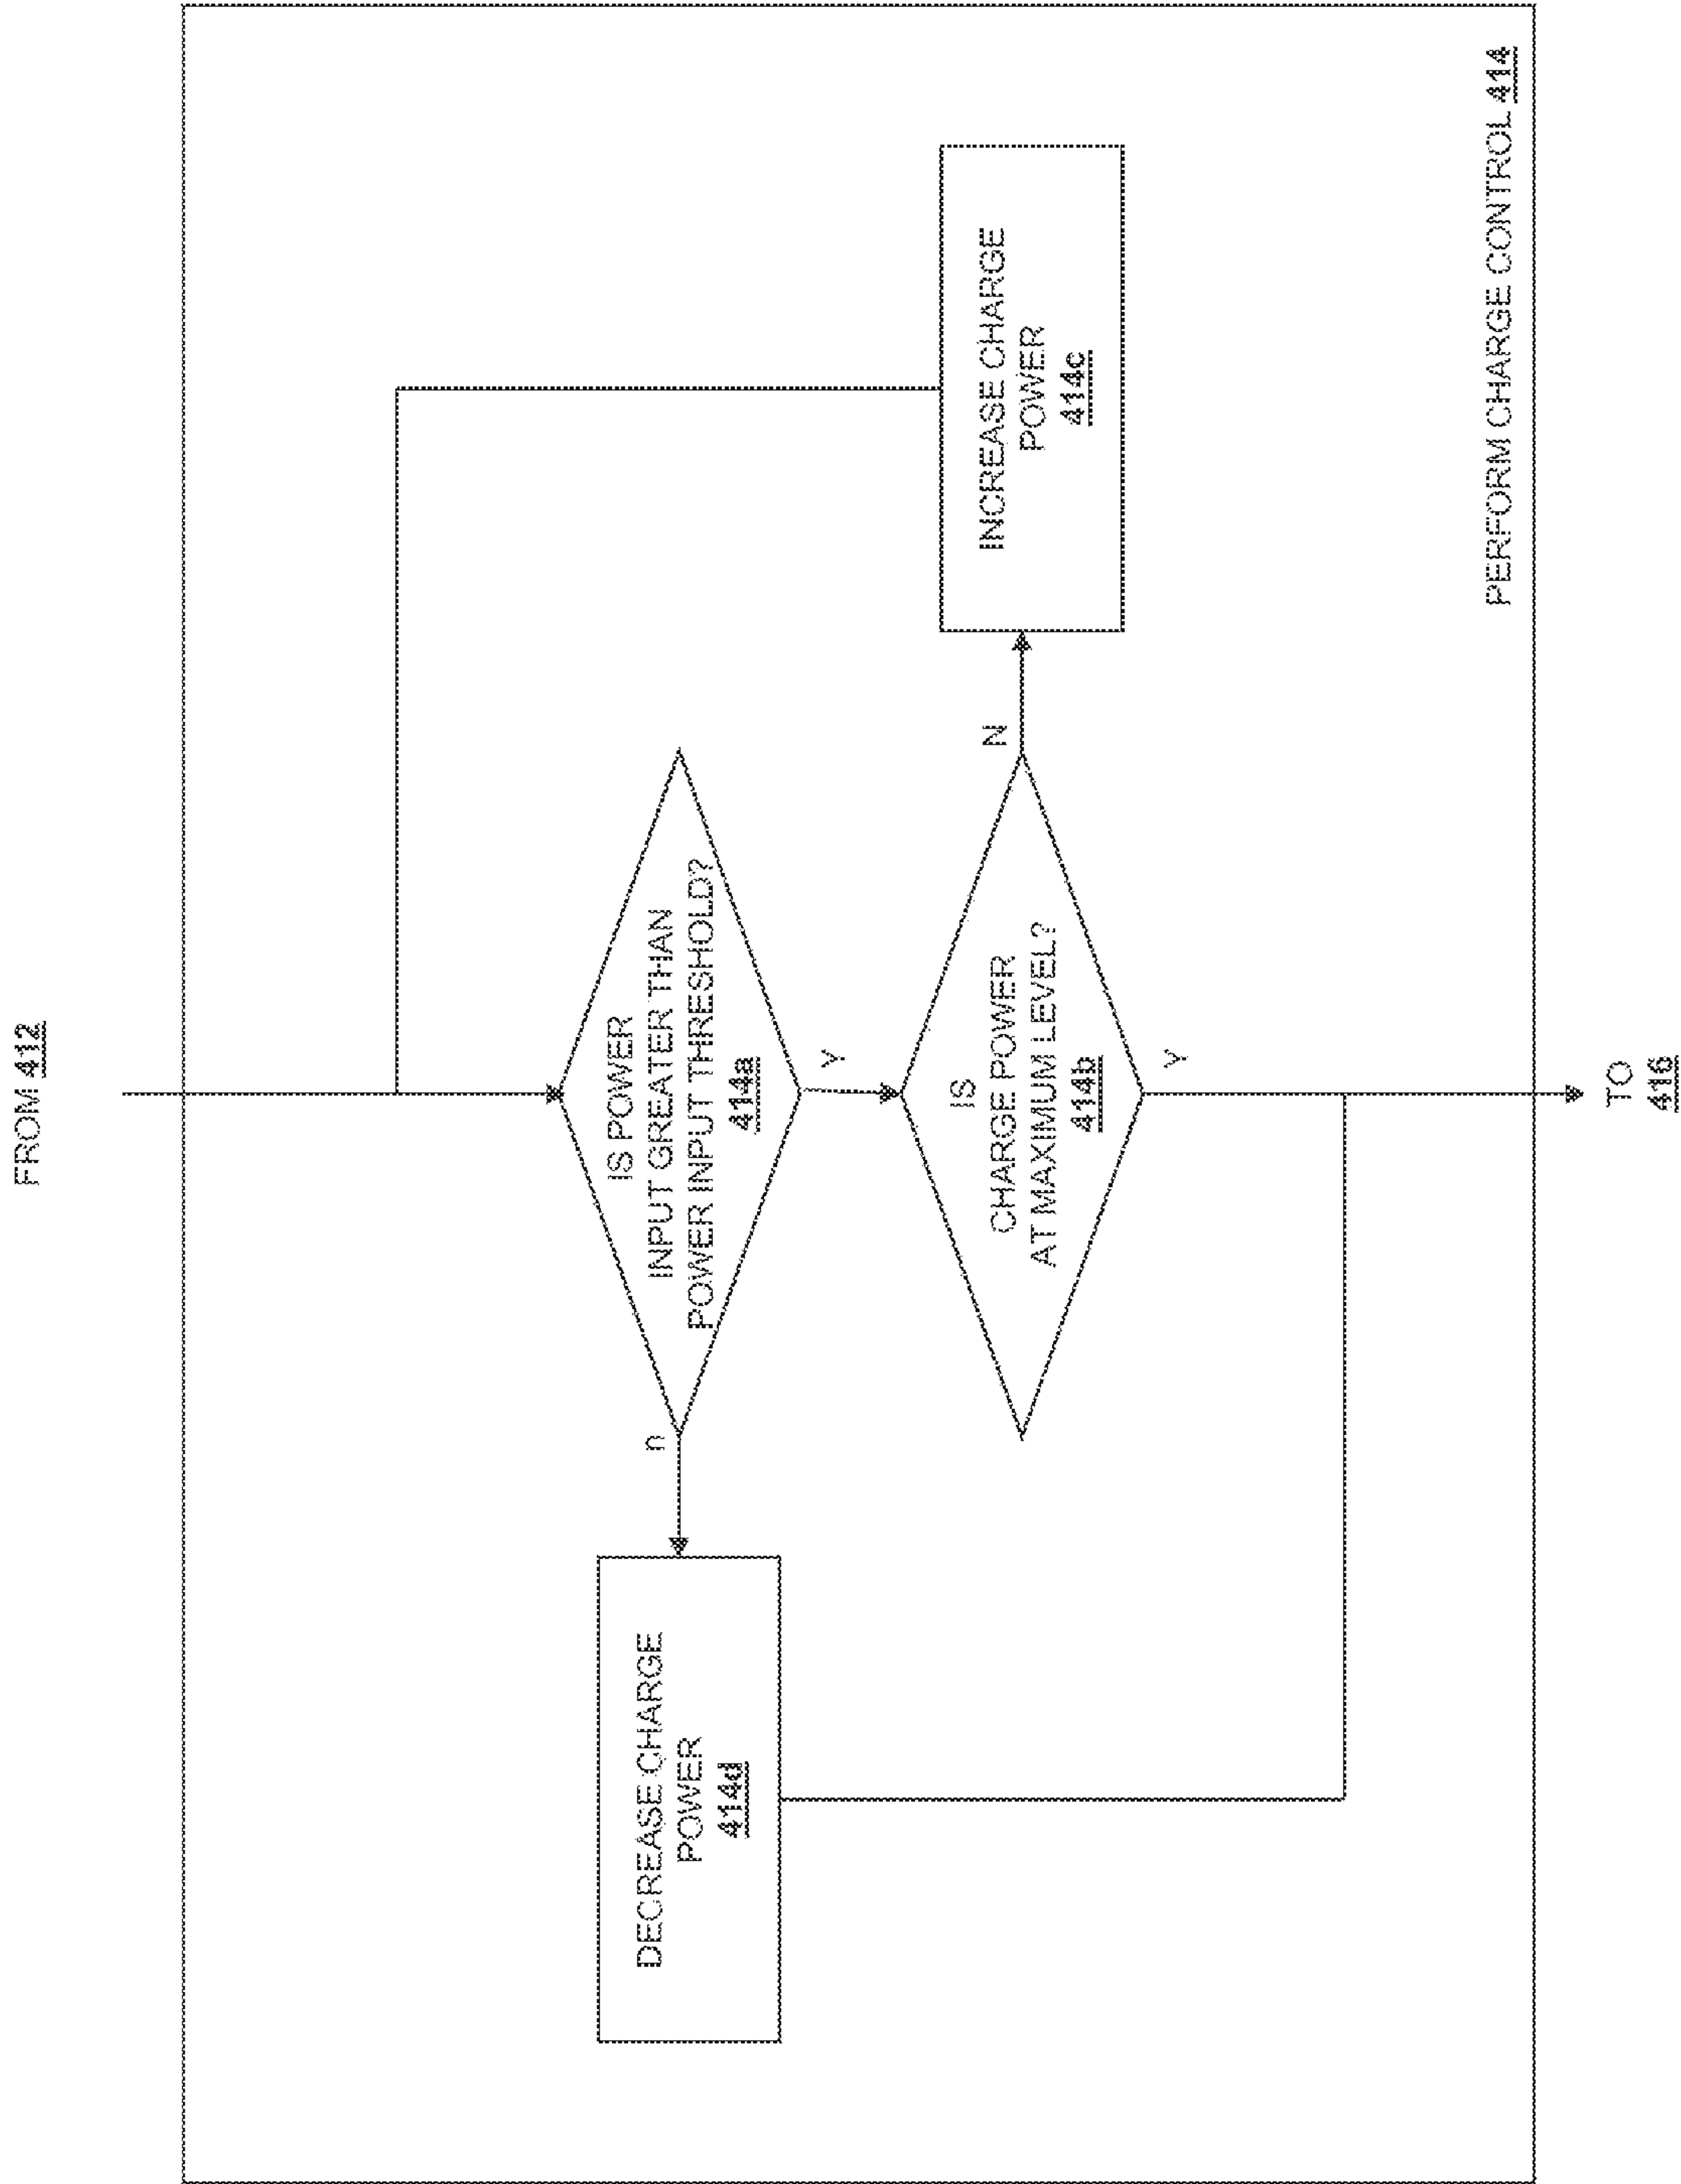 FROM 412
IS POWER
INPUT GREATER THAN
POWER INPUT THRESHOLD?
414a
n
DECREASE CHARGE
POWER
414d
Y
IS
CHARGE POWER
AT MAXIMUM LEVEL?
414b
N
INCREASE CHARGE
POWER
414c
Y
PERFORM CHARGE CONTROL 414
TO
416